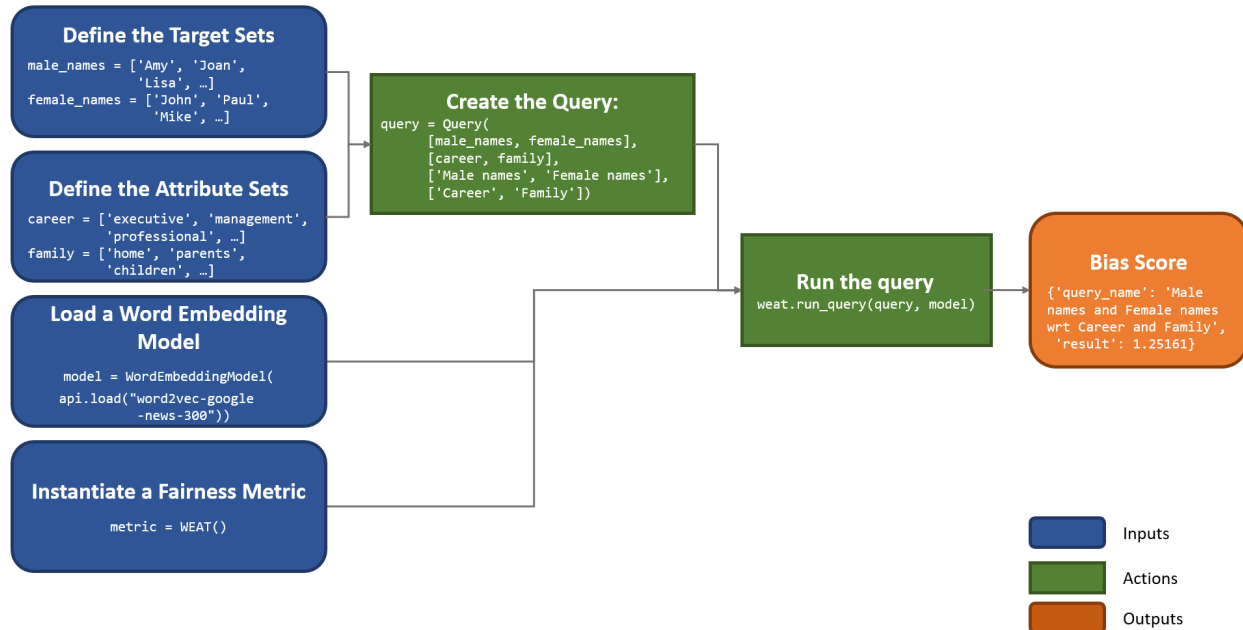 Define the Target Sets
male_names = ['Amy', 'Joan',
'Lisa', …]
female_names = ['John', 'Paul',
'Mike', …]
Define the Attribute Sets
career = ['executive', 'management',
'professional', …]
family = ['home', 'parents',
'children', …]
Load a Word Embedding
Model
model = WordEmbeddingModel(
api.load("word2vec-google
-news-300"))
Instantiate a Fairness Metric
metric = WEAT()
Create the Query:
query = Query(
[male_names, female_names],
[career, family],
['Male names', 'Female names'],
['Career', 'Family'])
Run the query
weat.run_query(query, model)
Bias Score
{'query_name': 'Male
names and Female names
wrt Career and Family',
'result': 1.25161}
Inputs
Actions
Outputs